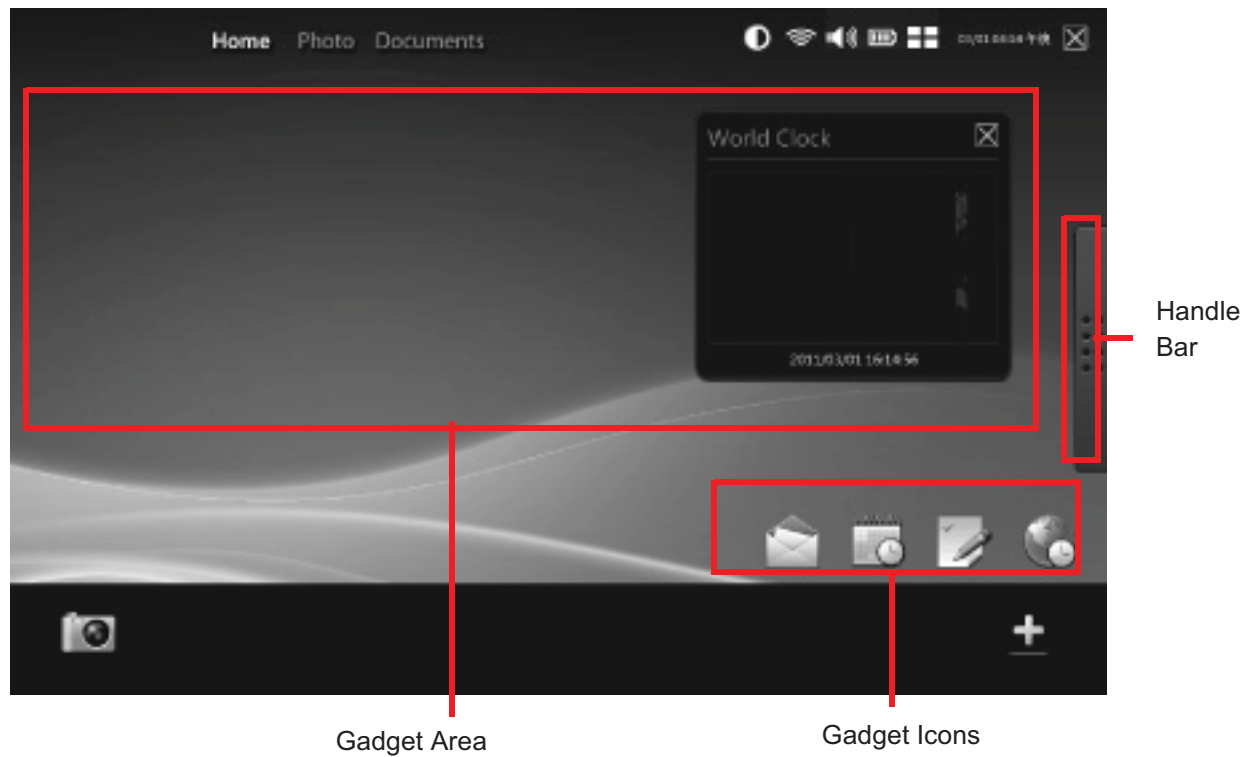 Home Photo Documents
World Clock
2011/03/01 16:14:56
Handle
Bar
Gadget Area
Gadget Icons